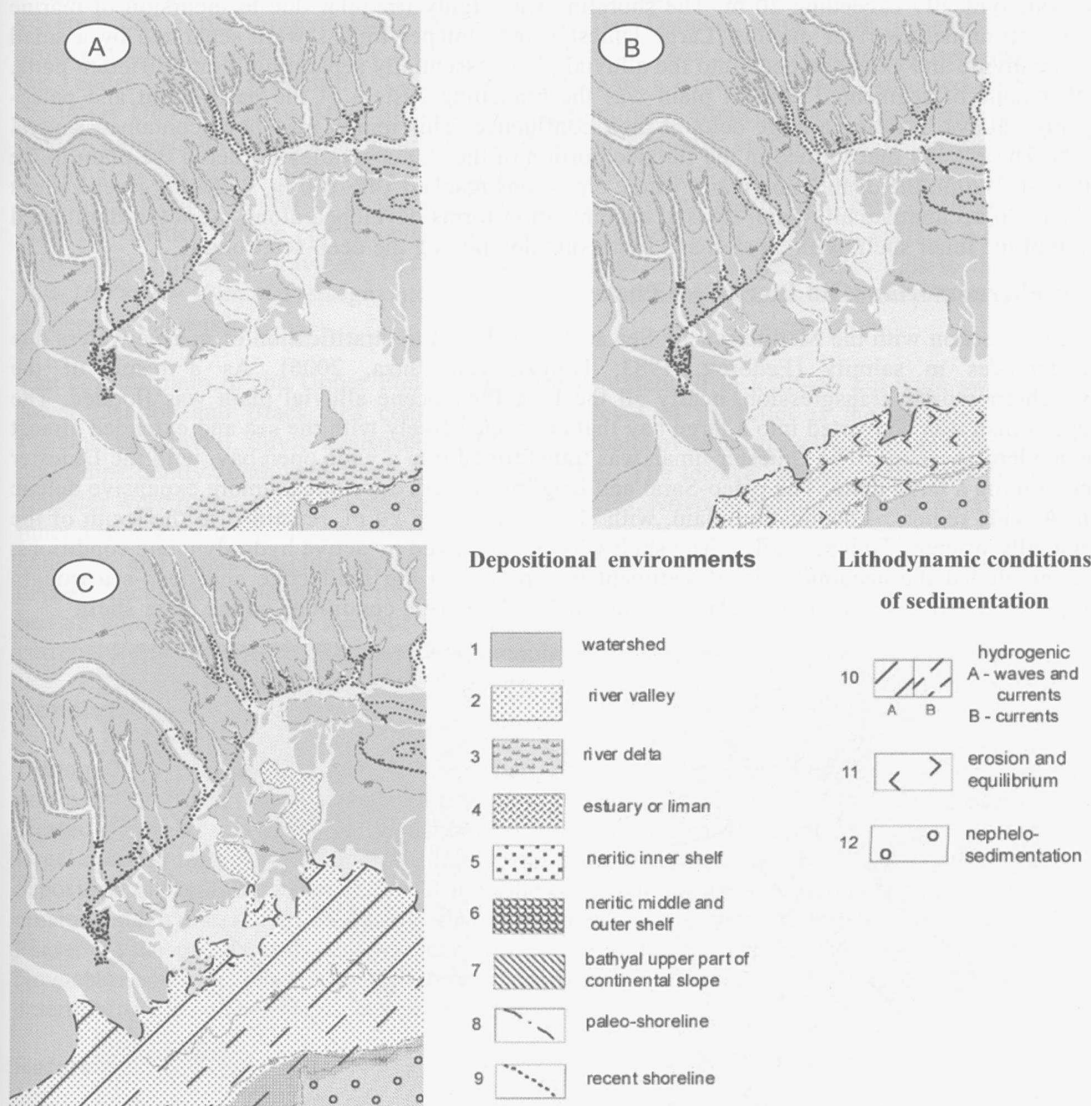 A
B
C
Depositional environments
1 watershed
2 river valley
3 river delta
4 estuary or liman
5 neritic inner shelf
6 neritic middle and
outer shelf
7 bathyal upper part of
continental slope
8 paleo-shoreline
9 recent shoreline
Lithodynamic conditions
of sedimentation
hydrogenic
10 A - waves and
currents
A B B - currents
11 erosion and
equilibrium
12 nephelo-
sedimentation